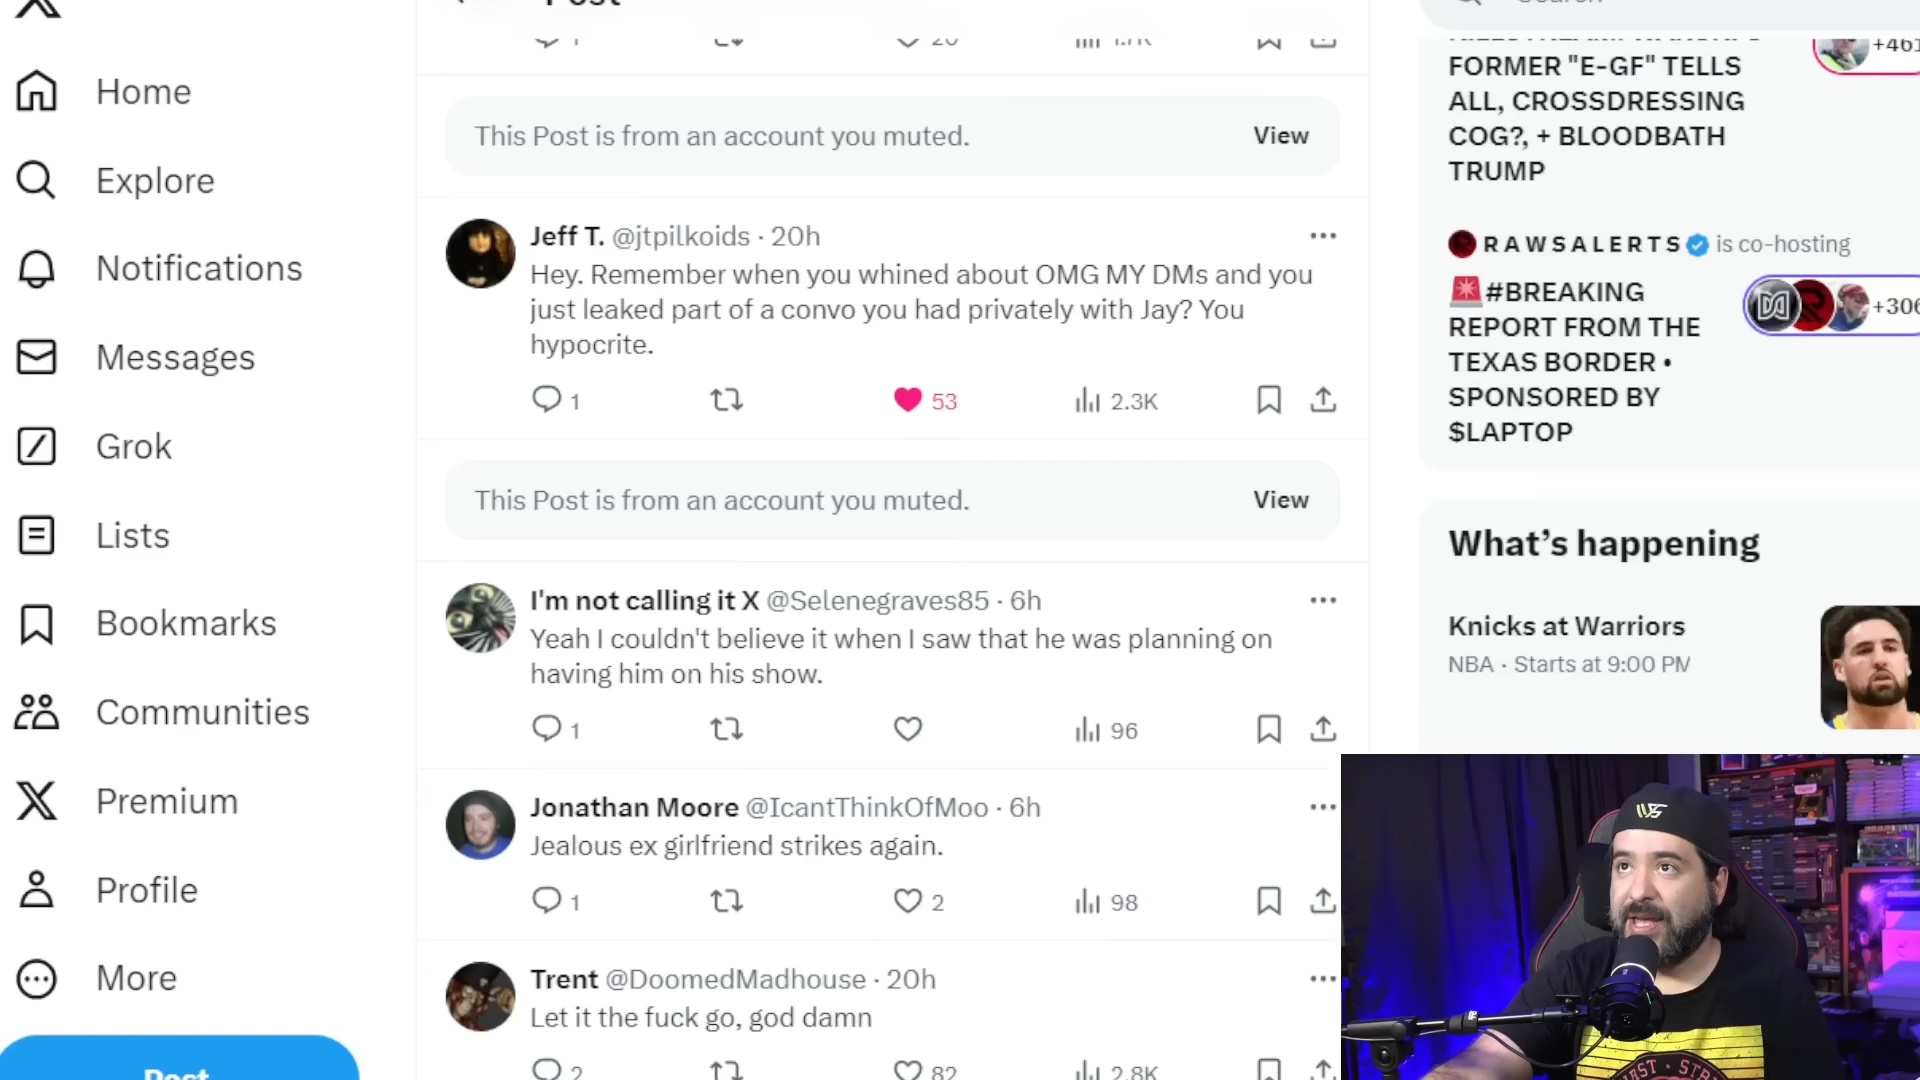 Post
1 20 1.7K
FORMER "E-GF" TELLS
ALL, CROSSDRESSING
COG?, + BLOODBATH
TRUMP
+461
Home
Explore
Notifications
Messages
Grok
Lists
Bookmarks
Communities
Premium
Profile
More
Post
This Post is from an account you muted. View
Jeff T. @jtpilkoids · 20h
Hey. Remember when you whined about OMG MY DMs and you
just leaked part of a convo you had privately with Jay? You
hypocrite.
1 53 2.3K
This Post is from an account you muted. View
I'm not calling it X @Selenegraves85 · 6h
Yeah I couldn't believe it when I saw that he was planning on
having him on his show.
1 96
Jonathan Moore @IcantThinkOfMoo · 6h
Jealous ex girlfriend strikes again.
1 2 98
Trent @DoomedMadhouse · 20h
Let it the fuck go, god damn
2 82 2.8K
Search
RAWSALERTS is co-hosting
#BREAKING
REPORT FROM THE
TEXAS BORDER •
SPONSORED BY
$LAPTOP
+306
What's happening
Knicks at Warriors
NBA · Starts at 9:00 PM